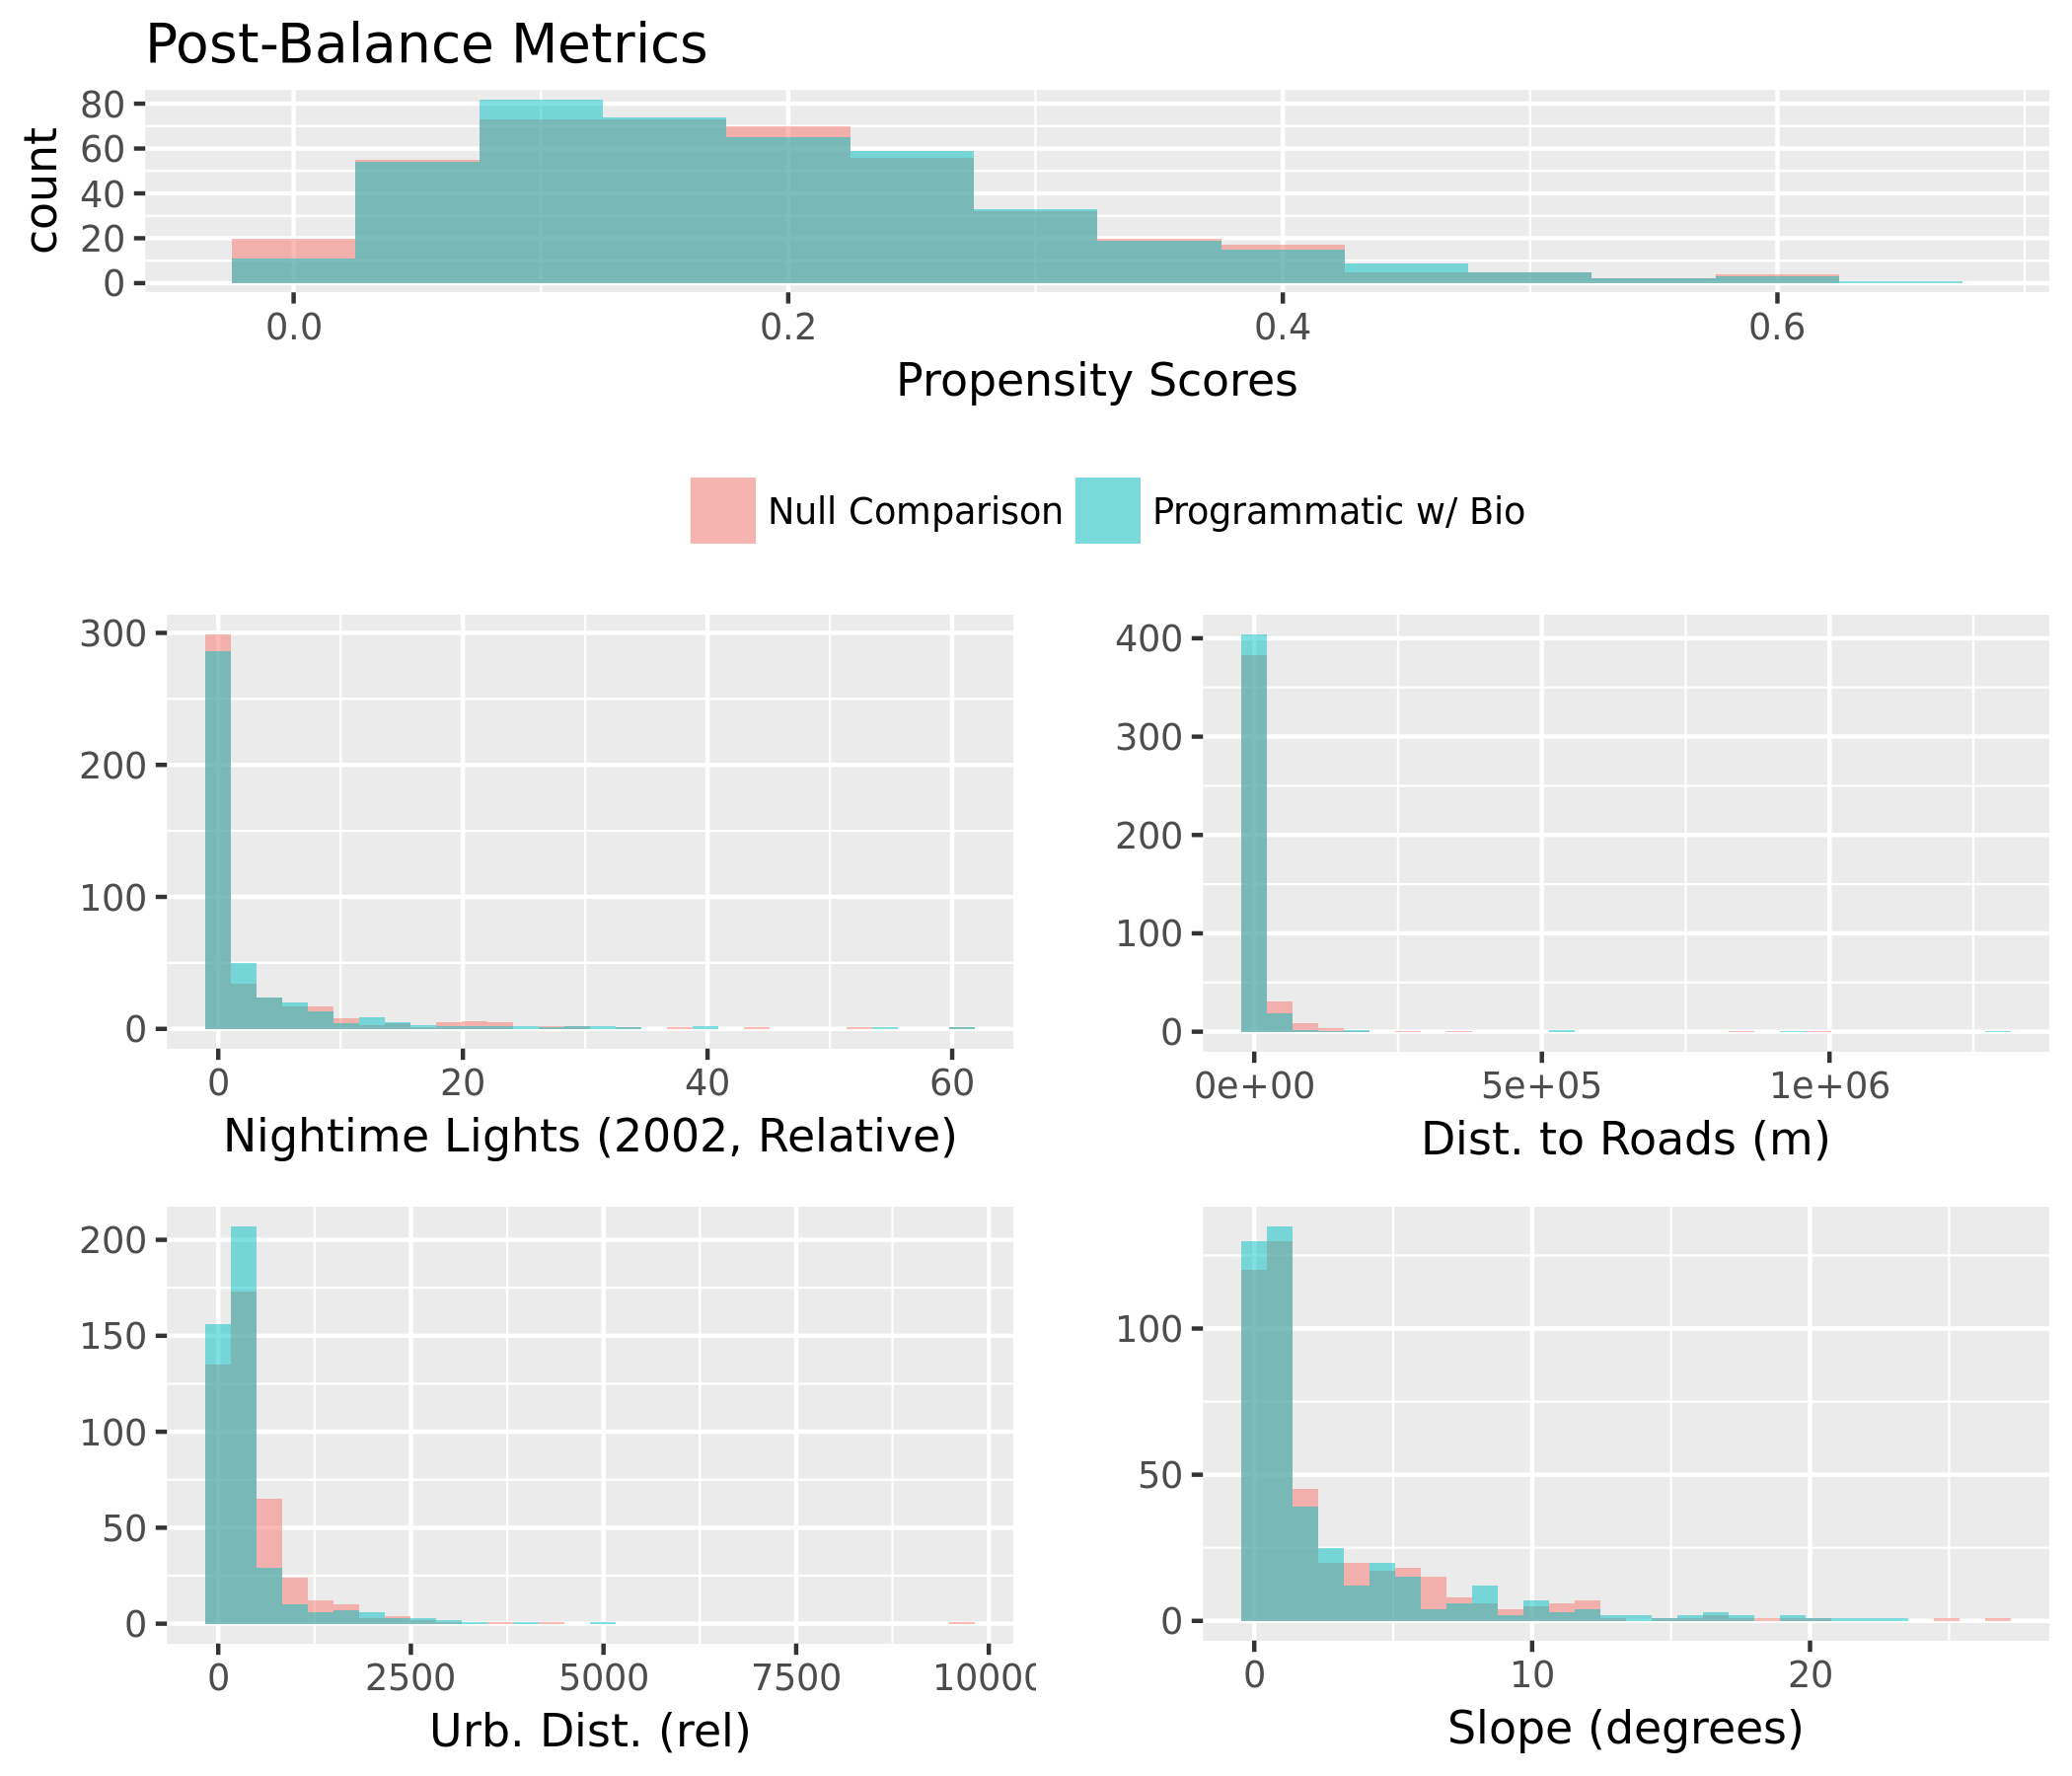 Post-Balance Metrics
80
60
40
20
0
count
0.0 0.2 0.4 0.6
Propensity Scores
Null Comparison Programmatic w/ Bio
300
200
100
0
0 20 40 60
Nightime Lights (2002, Relative)
400
300
200
100
0
0e+00 5e+05 1e+06
Dist. to Roads (m)
200
150
100
50
0
0 2500 5000 7500 10000
Urb. Dist. (rel)
100
50
0
0 10 20
Slope (degrees)